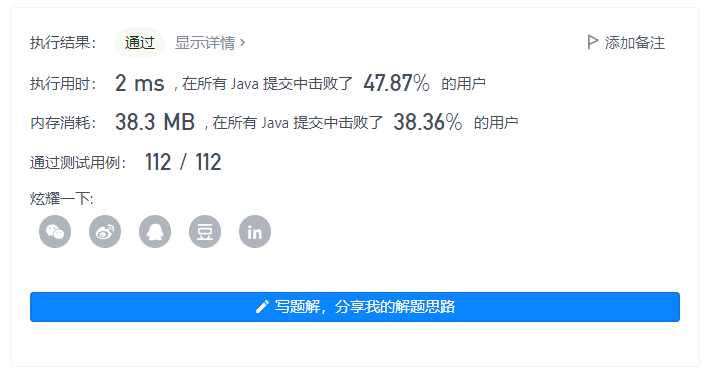 执行结果： 通过 显示详情 › 添加备注
执行用时： 2 ms , 在所有 Java 提交中击败了 47.87% 的用户
内存消耗： 38.3 MB , 在所有 Java 提交中击败了 38.36% 的用户
通过测试用例： 112 / 112
炫耀一下:
豆 in
写题解，分享我的解题思路